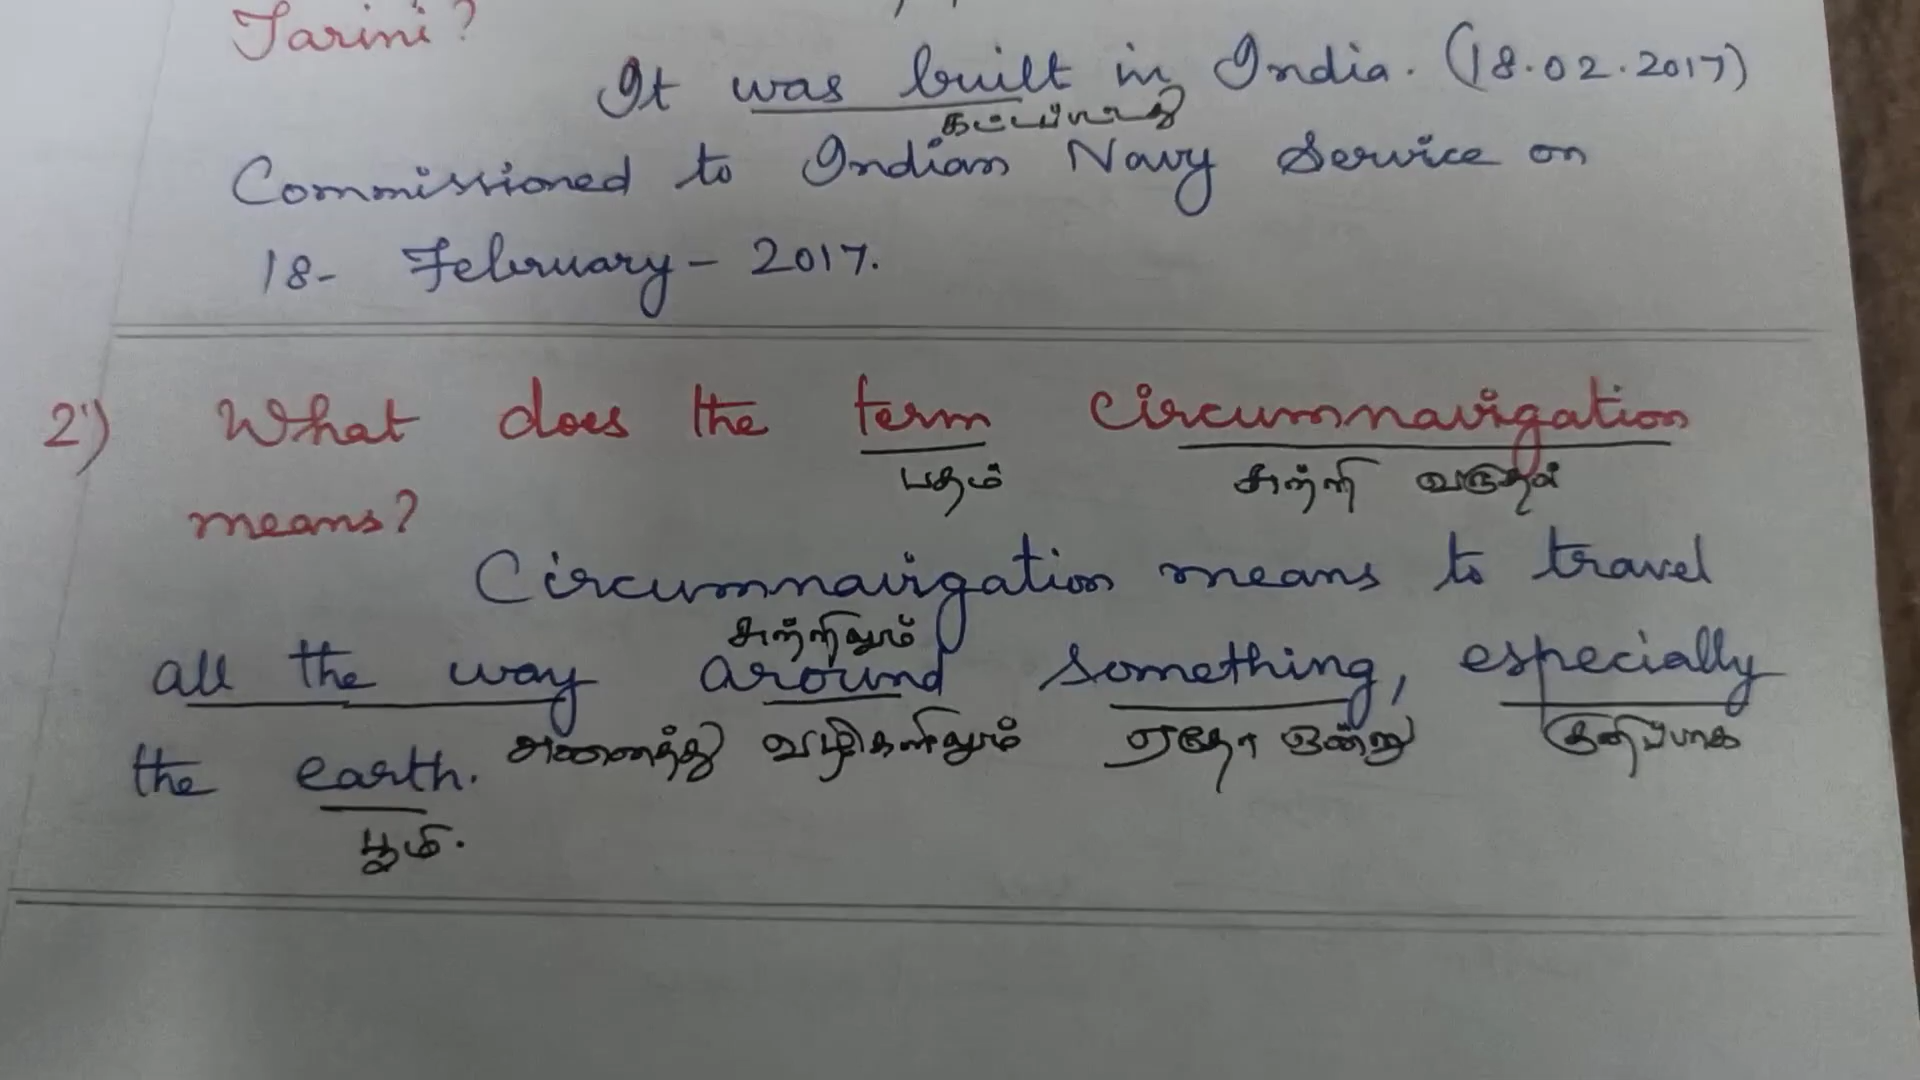 Tarini?
It was built in India. (18.02.2017)
கட்டப்பட்டது
Commissioned to Indian Navy Service on
18- February- 2017.
2) What does the term circumnavigation
பதம் சுற்றி வருதல்
means?
Circumnavigation means to travel
சுற்றிலும்
all the way around something, especially
அனைத்து வழிகளிலும் ஏதோ ஒன்று குறிப்பாக
the earth.
பூமி.